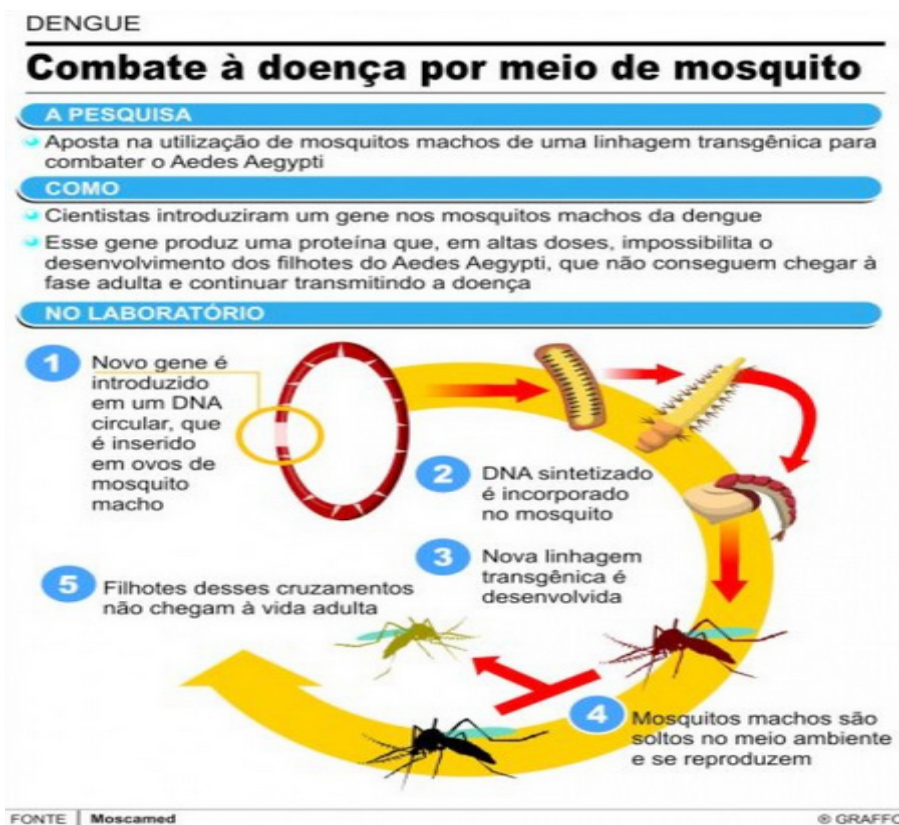 DENGUE
Combate à doença por meio de mosquito
A PESQUISA
Aposta na utilização de mosquitos machos de uma linhagem transgênica para
combater o Aedes Aegypti
COMO
Cientistas introduziram um gene nos mosquitos machos da dengue
Esse gene produz uma proteína que, em altas doses, impossibilita o
desenvolvimento dos filhotes do Aedes Aegypti, que não conseguem chegar à
fase adulta e continuar transmitindo a doença
NO LABORATÓRIO
1 Novo gene é
introduzido
em um DNA
circular, que
é inserido
em ovos de
mosquito
macho
2 DNA sintetizado
é incorporado
no mosquito
3 Nova linhagem
transgênica é
desenvolvida
4 Mosquitos machos são
soltos no meio ambiente
e se reproduzem
5 Filhotes desses cruzamentos
não chegam à vida adulta
FONTE | Moscamed
® GRAFFO